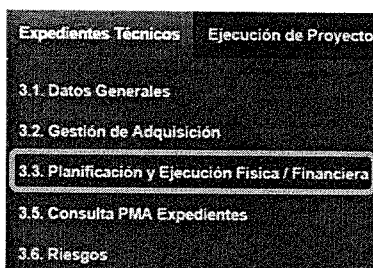 Expedientes Técnicos Ejecución de Proyecto
3.1. Datos Generales
3.2. Gestión de Adquisición
3.3. Planificación y Ejecución Física / Financiera
3.5. Consulta PMA Expedientes
3.6. Riesgos